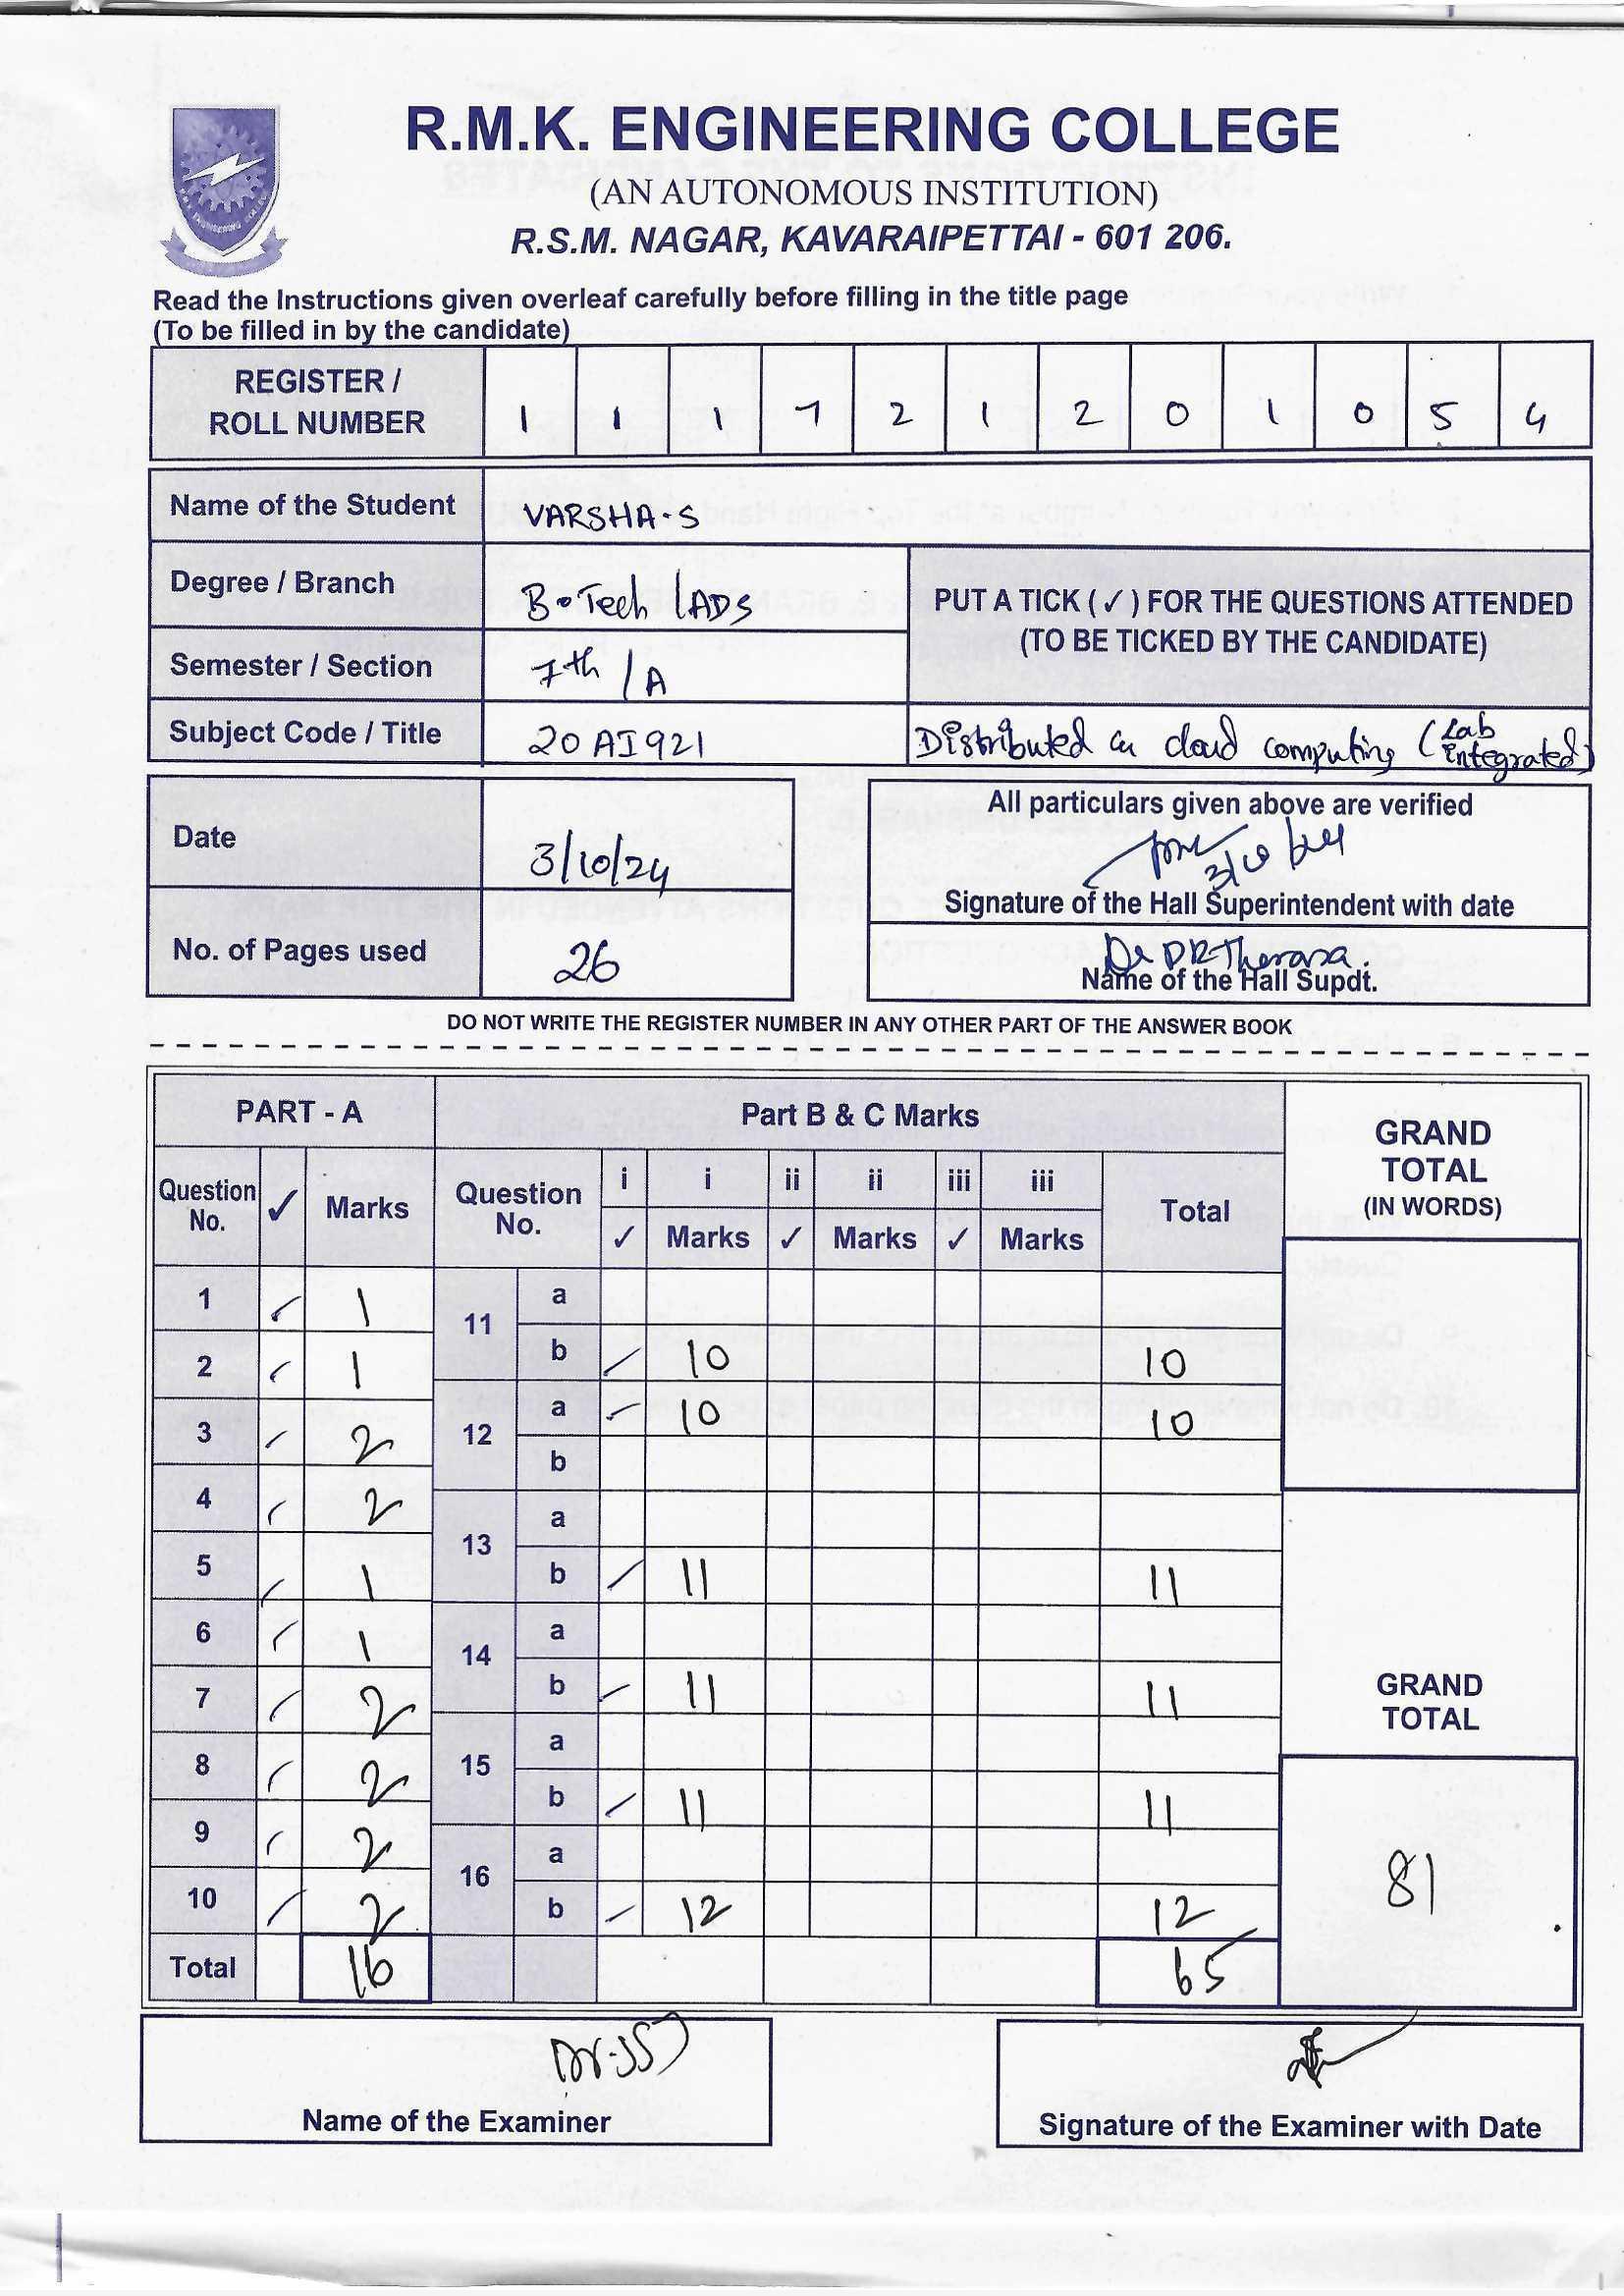 R.M.K. ENGINEERING COLLEGE
(AN AUTONOMOUS INSTITUTION)
R.S.M. NAGAR, KAVARAIPETTAI - 601 206.
Read the Instructions given overleaf carefully before filling in the title page
(To be filled in by the candidate)
REGISTER / ROLL NUMBER 1 1 1 7 2 1 2 0 1 0 5 4
Name of the Student VARSHA.S
Degree / Branch B.Tech /ADS
PUT A TICK (✓) FOR THE QUESTIONS ATTENDED
(TO BE TICKED BY THE CANDIDATE)
Semester / Section 7th /A
Subject Code / Title 20AI921 Distributed cloud computing (Lab Integrated)
Date 3/10/24
All particulars given above are verified
3/10
Signature of the Hall Superintendent with date
No. of Pages used 26
Name of the Hall Supdt.
DO NOT WRITE THE REGISTER NUMBER IN ANY OTHER PART OF THE ANSWER BOOK
PART - A Part B & C Marks GRAND TOTAL (IN WORDS)
Question No. ✓ Marks Question No. i i ii ii iii iii Total
✓ Marks ✓ Marks ✓ Marks
1 ✓ 1 11 a
2 ✓ 1 b ✓ 10 10
3 ✓ 2 12 a ✓ 10 10
b
4 ✓ 2 13 a
5 ✓ 1 b ✓ 11 11
6 ✓ 1 14 a
7 ✓ 2 b ✓ 11 11
GRAND TOTAL
8 ✓ 2 15 a
b ✓ 11 11
9 ✓ 2 16 a
10 ✓ 2 b ✓ 12 12
81
Total 16 65
Name of the Examiner
Signature of the Examiner with Date